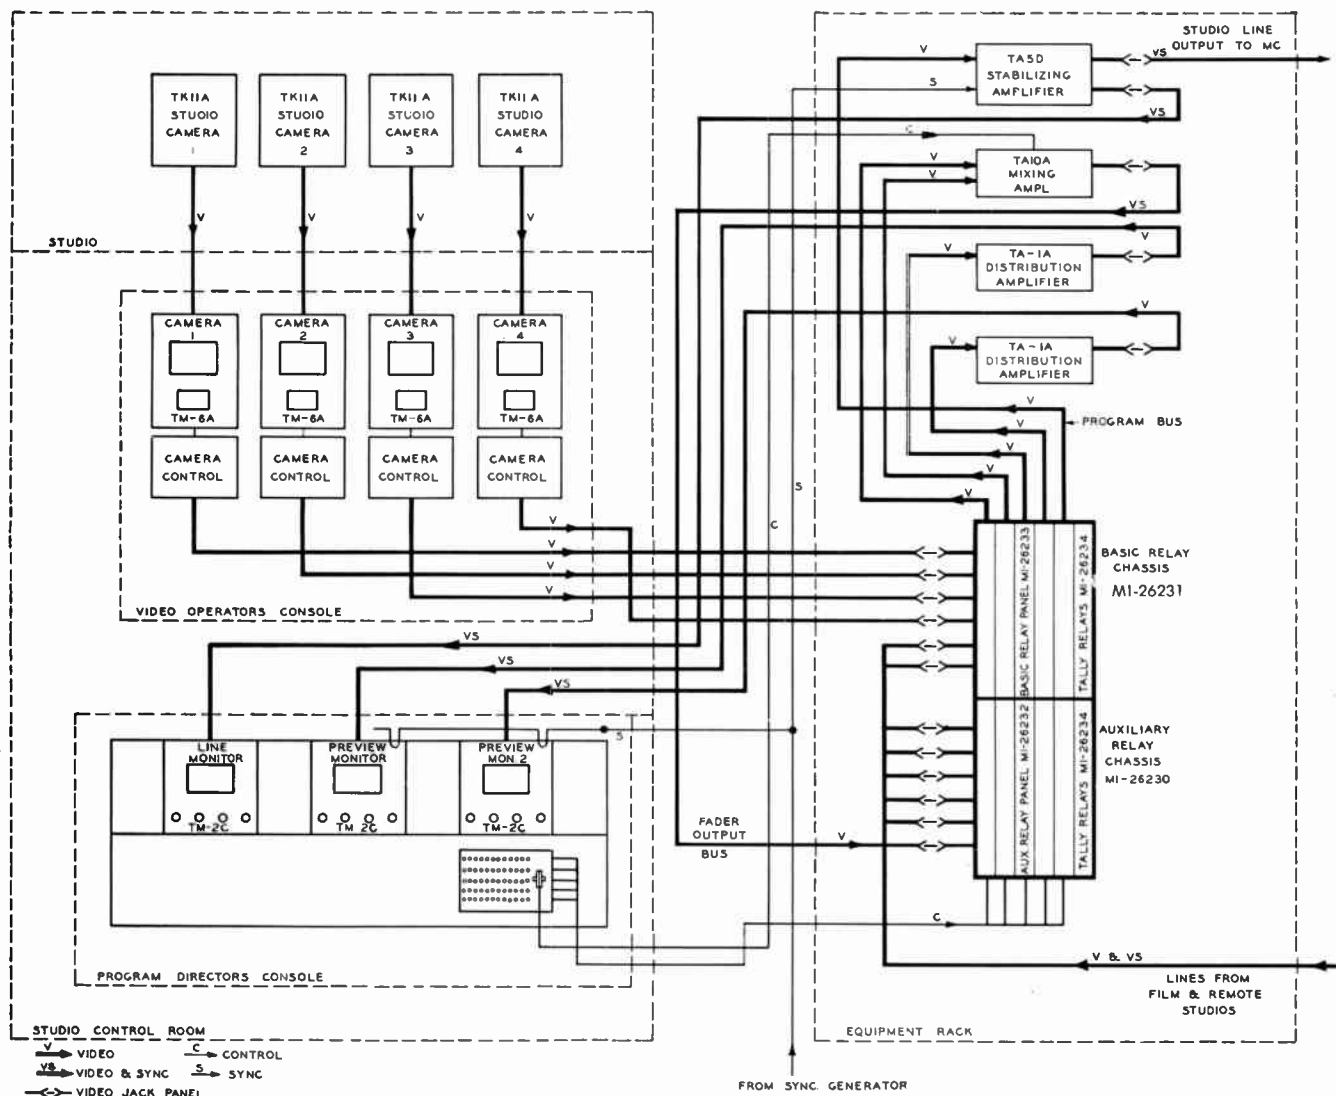 STUDIO LINE
OUTPUT TO MC
V
VS
TA5D
STABILIZING
AMPLIFIER
S
VS
TK11A
STUDIO
CAMERA
1
TK11A
STUDIO
CAMERA
2
TK11A
STUDIO
CAMERA
3
TK11A
STUDIO
CAMERA
4
C
TA10A
MIXING
AMPL
V
V
VS
V
V
V
V
V
STUDIO
V
TA-1A
DISTRIBUTION
AMPLIFIER
V
V
TA-1A
DISTRIBUTION
AMPLIFIER
V
CAMERA
1
TM-6A
CAMERA
2
TM-6A
CAMERA
3
TM-6A
CAMERA
4
TM-6A
V
PROGRAM BUS
V
V
V
V
CAMERA
CONTROL
CAMERA
CONTROL
CAMERA
CONTROL
CAMERA
CONTROL
S
C
V
V
V
V
BASIC RELAY PANEL MI-26233
TALLY RELAYS MI-26234
BASIC RELAY
CHASSIS
MI-26231
VIDEO OPERATORS CONSOLE
VS
VS
VS
AUX. RELAY PANEL MI-26232
TALLY RELAYS MI-26234
AUXILIARY
RELAY
CHASSIS
MI-26230
S
LINE
MONITOR
TM-2C
PREVIEW
MONITOR
TM 2C
PREVIEW
MON. 2
TM-2C
FADER
OUTPUT
BUS
V
C
PROGRAM DIRECTORS CONSOLE
V & VS
LINES FROM
FILM & REMOTE
STUDIOS
STUDIO CONTROL ROOM
EQUIPMENT RACK
V VIDEO
C CONTROL
VS VIDEO & SYNC
S SYNC
VIDEO JACK PANEL
FROM SYNC. GENERATOR